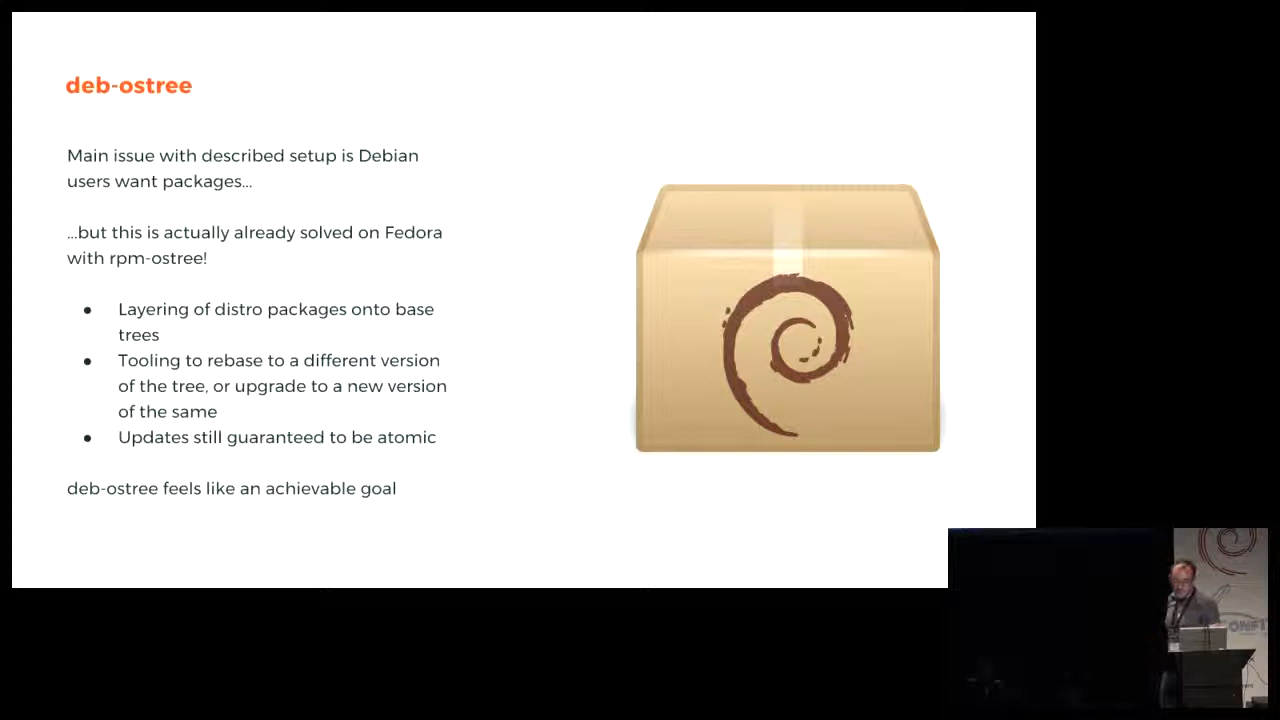 deb-ostree
Main issue with described setup is Debian
users want packages...
...but this is actually already solved on Fedora
with rpm-ostree!
● Layering of distro packages onto base
trees
● Tooling to rebase to a different version
of the tree, or upgrade to a new version
of the same
● Updates still guaranteed to be atomic
deb-ostree feels like an achievable goal